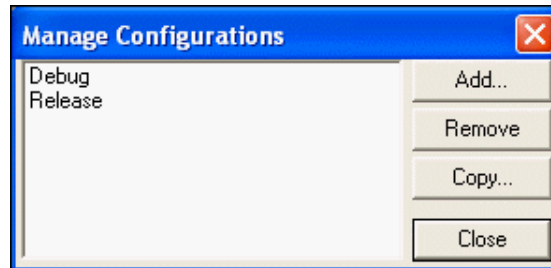 Manage Configurations
Debug
Release
Add...
Remove
Copy...
Close